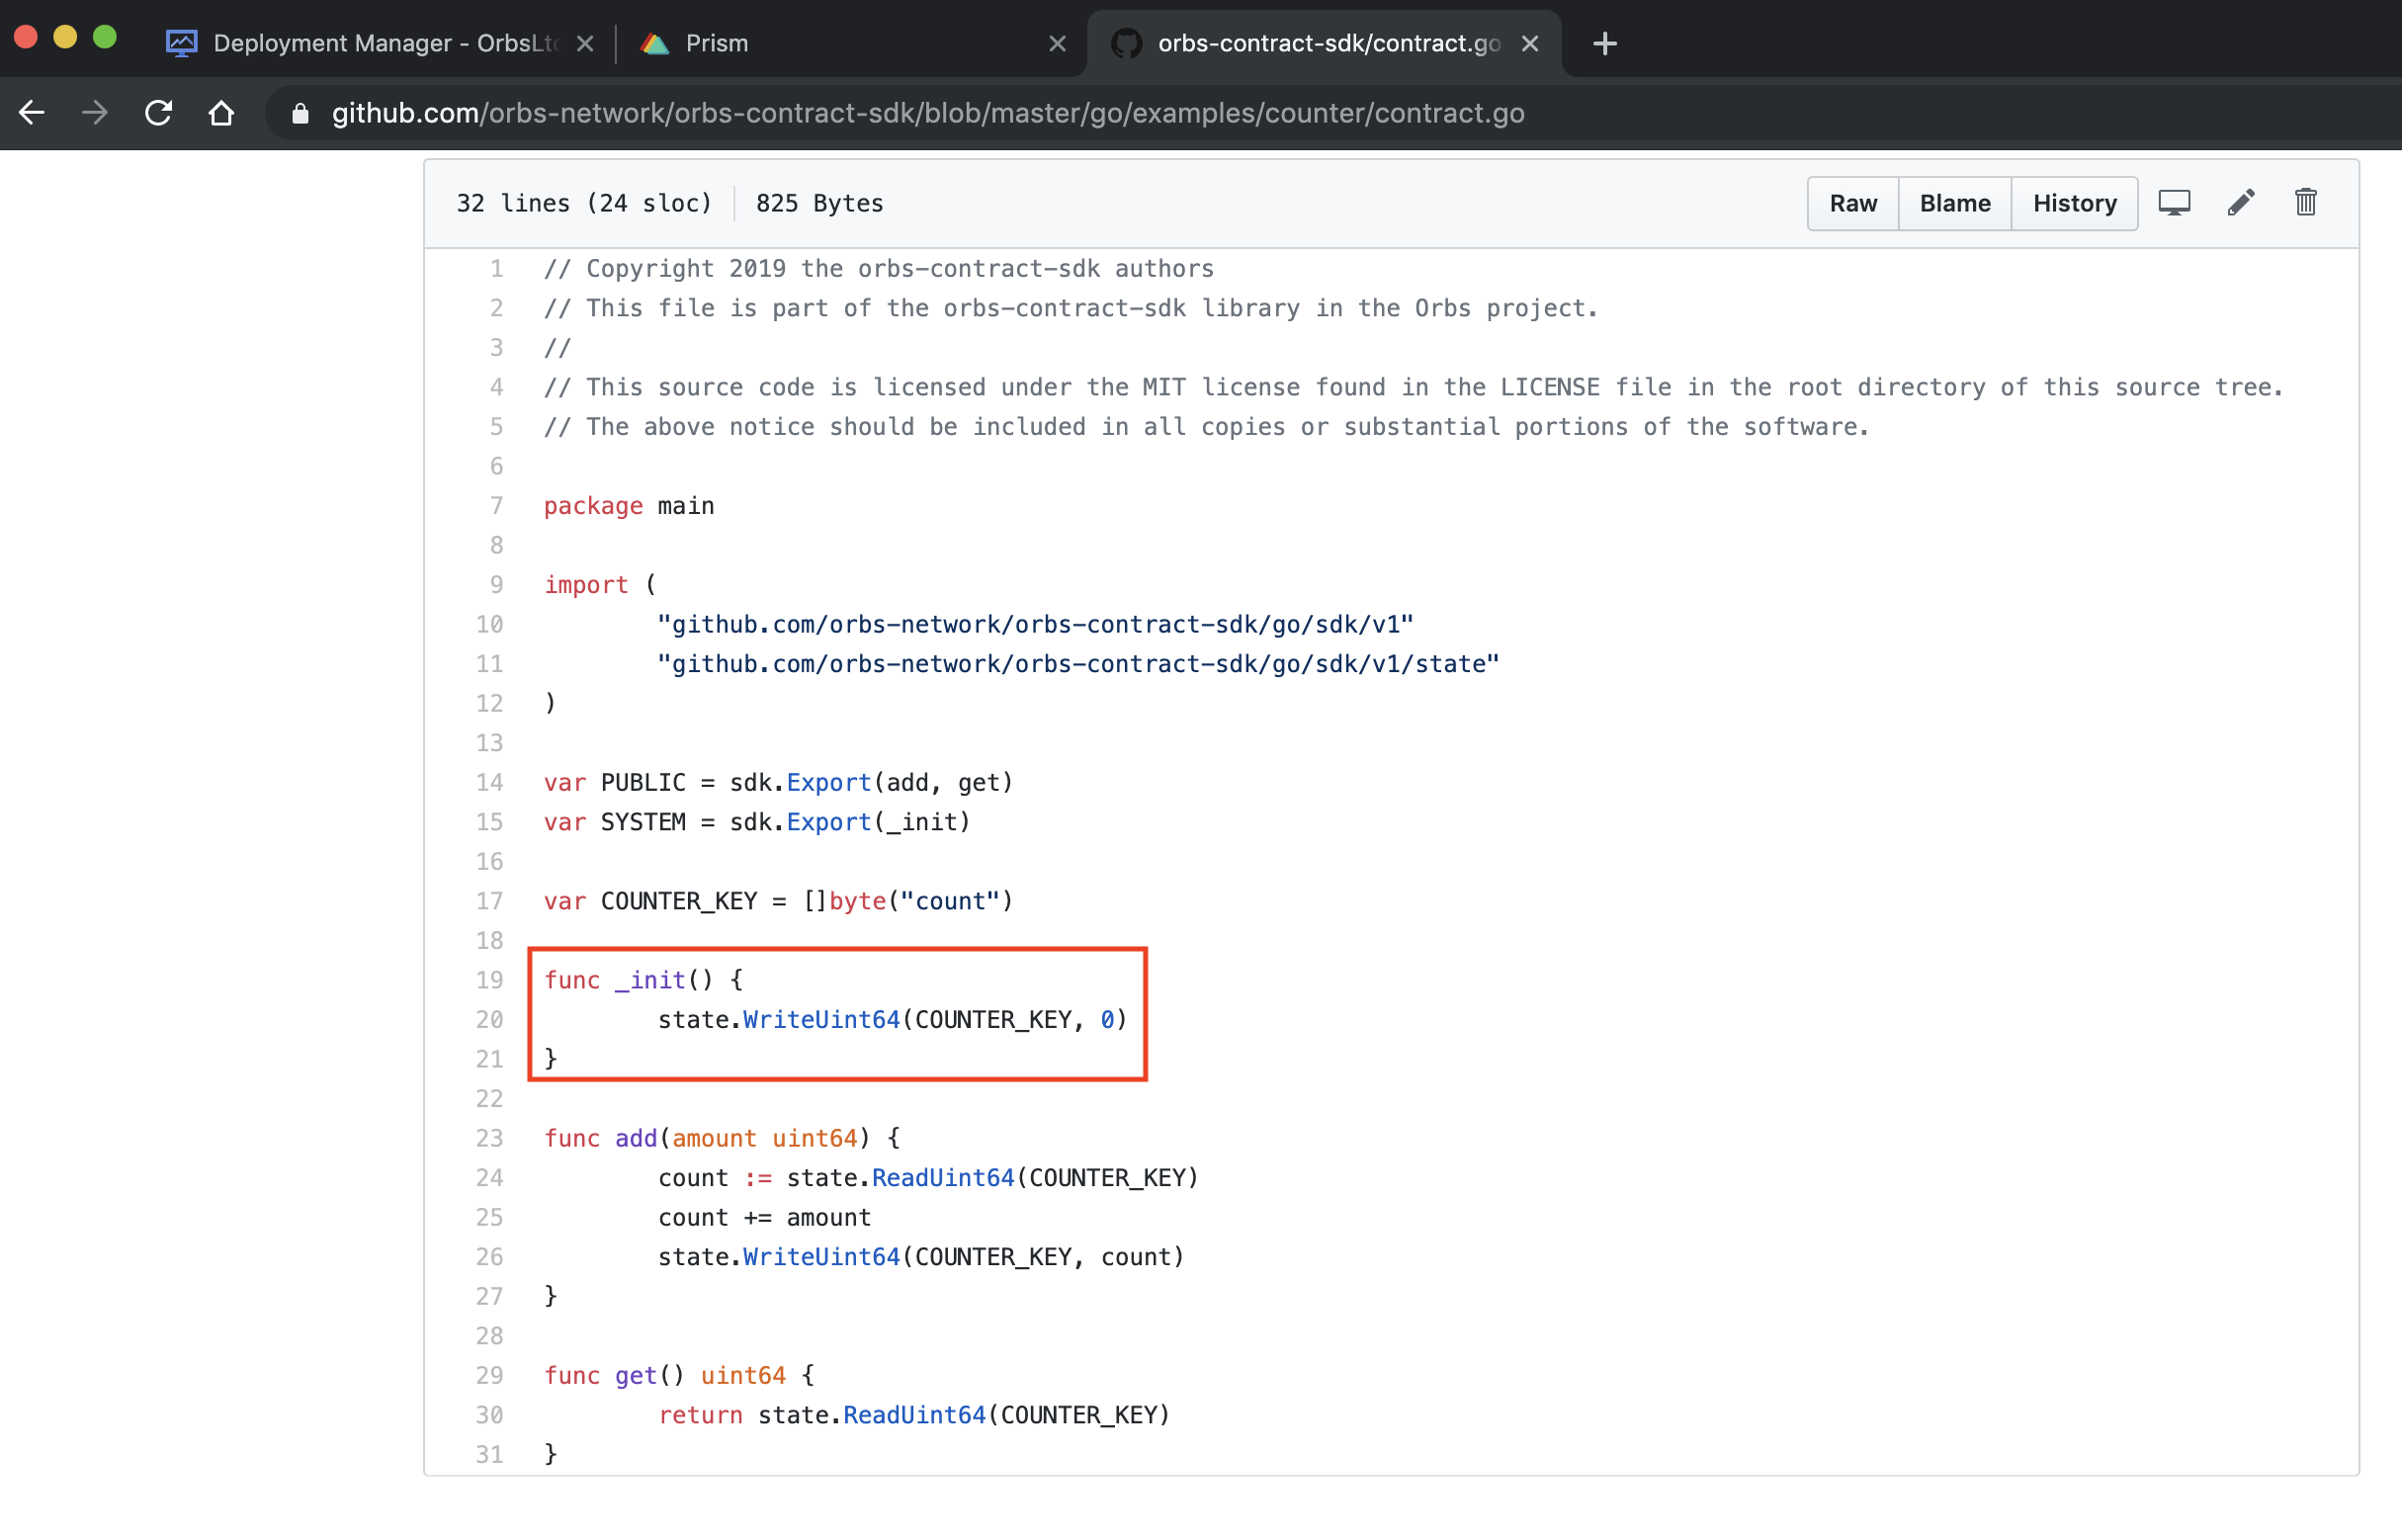 Deployment Manager - OrbsLtd
Prism
orbs-contract-sdk/contract.go
github.com/orbs-network/orbs-contract-sdk/blob/master/go/examples/counter/contract.go
32 lines (24 sloc) 825 Bytes Raw Blame History
1 // Copyright 2019 the orbs-contract-sdk authors
2 // This file is part of the orbs-contract-sdk library in the Orbs project.
3 //
4 // This source code is licensed under the MIT license found in the LICENSE file in the root directory of this source tree.
5 // The above notice should be included in all copies or substantial portions of the software.
6
7 package main
8
9 import (
10 "github.com/orbs-network/orbs-contract-sdk/go/sdk/v1"
11 "github.com/orbs-network/orbs-contract-sdk/go/sdk/v1/state"
12 )
13
14 var PUBLIC = sdk.Export(add, get)
15 var SYSTEM = sdk.Export(_init)
16
17 var COUNTER_KEY = []byte("count")
18
19 func _init() {
20 state.WriteUint64(COUNTER_KEY, 0)
21 }
22
23 func add(amount uint64) {
24 count := state.ReadUint64(COUNTER_KEY)
25 count += amount
26 state.WriteUint64(COUNTER_KEY, count)
27 }
28
29 func get() uint64 {
30 return state.ReadUint64(COUNTER_KEY)
31 }